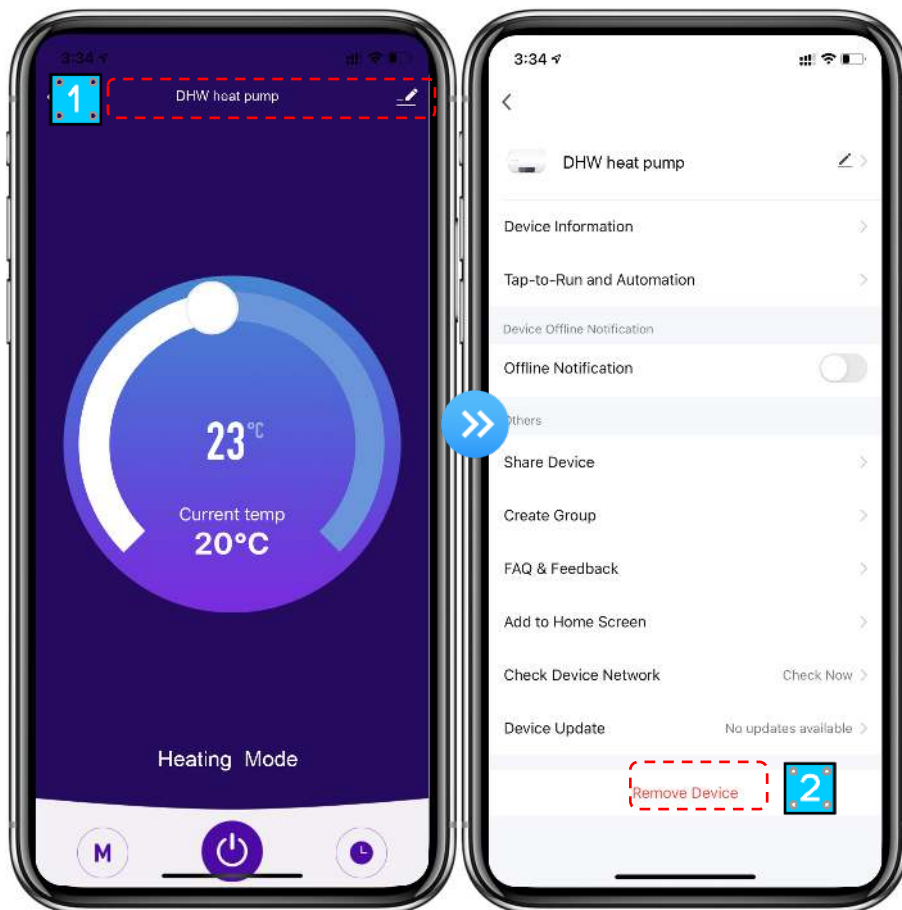 3:34
1
DHW heat pump
23°C
Current temp
20°C
Heating Mode
M
3:34
DHW heat pump
Device Information
Tap-to-Run and Automation
Device Offline Notification
Offline Notification
Others
Share Device
Create Group
FAQ & Feedback
Add to Home Screen
Check Device Network Check Now
Device Update No updates available
Remove Device
2